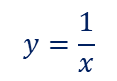 y = 1/x